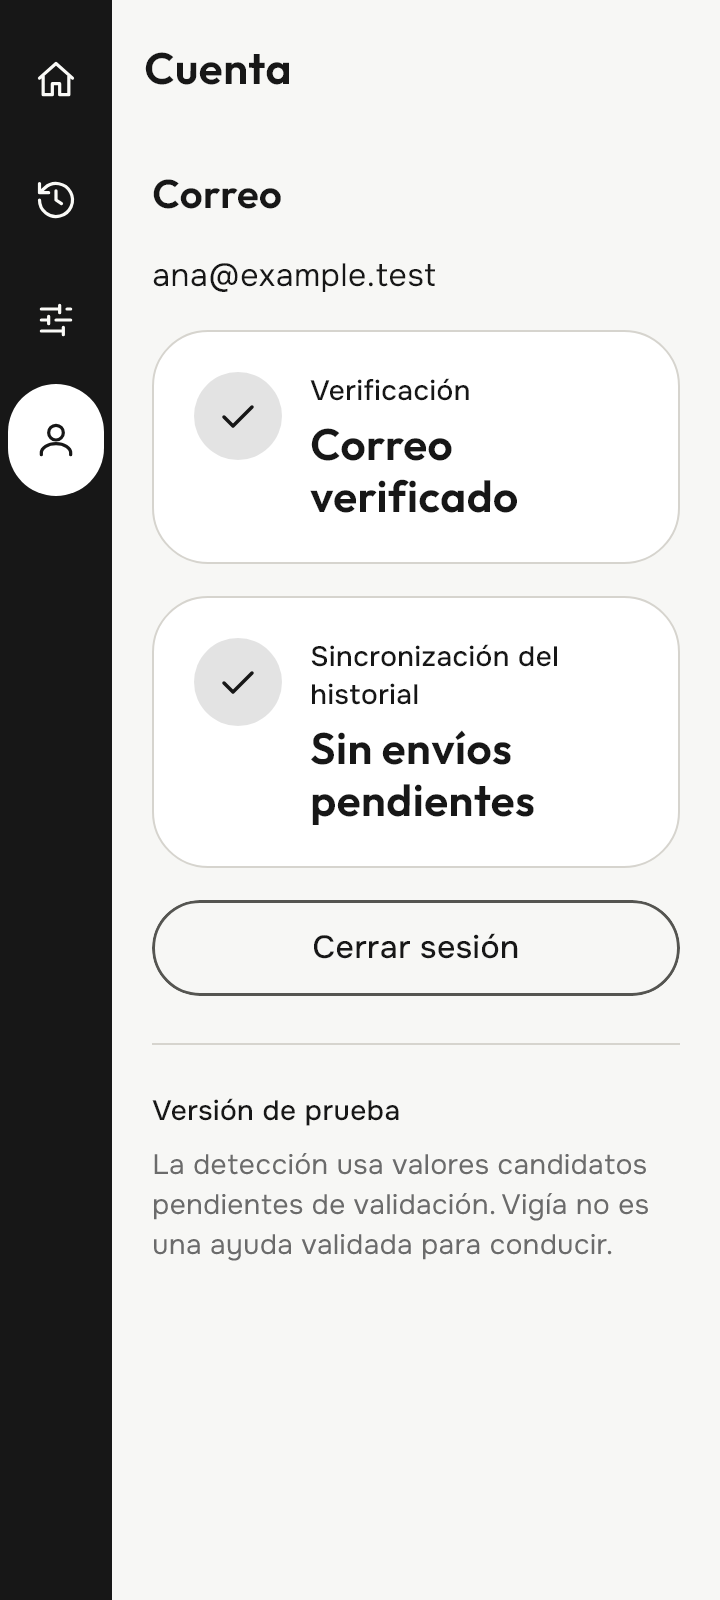 Cuenta
Correo
ana@example.test
Verificación
Correo
verificado
Sincronización del
historial
Sin envíos
pendientes
Cerrar sesión
Versión de prueba
La detección usa valores candidatos
pendientes de validación. Vigía no es
una ayuda validada para conducir.